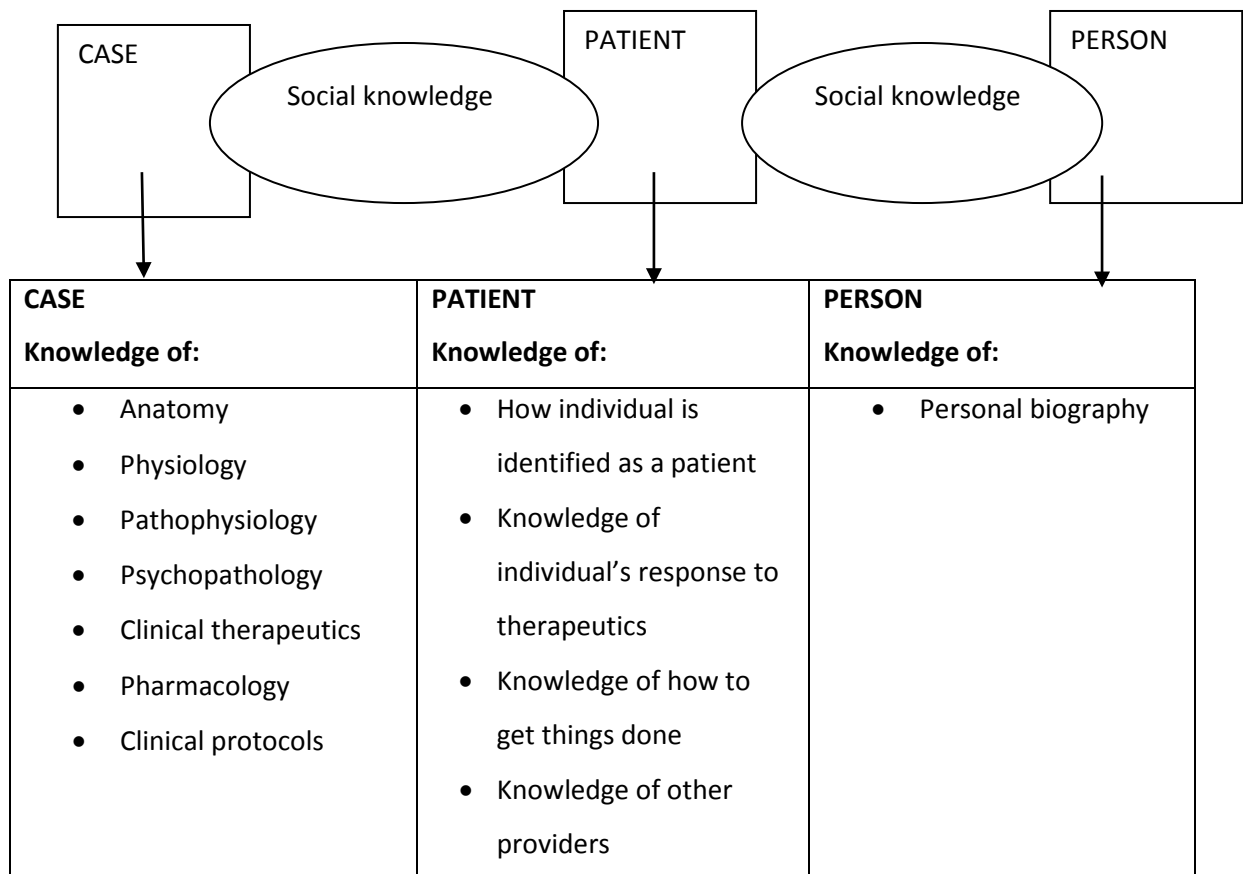 CASE
Social knowledge
PATIENT
Social knowledge
PERSON
CASE
Knowledge of:
PATIENT
Knowledge of:
PERSON
Knowledge of:
• Anatomy
• Physiology
• Pathophysiology
• Psychopathology
• Clinical therapeutics
• Pharmacology
• Clinical protocols
• How individual is
identified as a patient
• Knowledge of
individual’s response to
therapeutics
• Knowledge of how to
get things done
• Knowledge of other
providers
• Personal biography